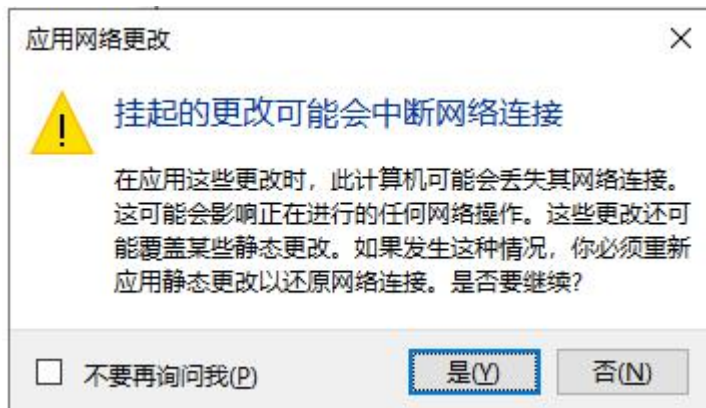 应用网络更改
挂起的更改可能会中断网络连接
在应用这些更改时，此计算机可能会丢失其网络连接。
这可能会影响正在进行的任何网络操作。这些更改还可
能覆盖某些静态更改。如果发生这种情况，你必须重新
应用静态更改以还原网络连接。是否要继续?
不要再询问我(P)
是(Y)
否(N)